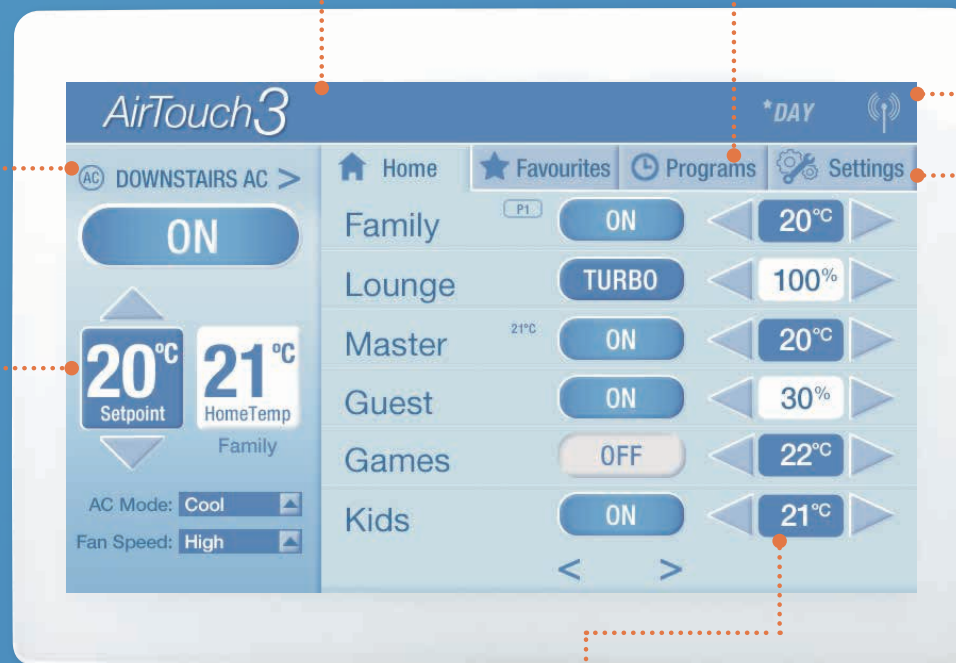 AirTouch3
*DAY
AC DOWNSTAIRS AC >
ON
20°C
Setpoint
21°C
HomeTemp
Family
AC Mode: Cool
Fan Speed: High
Home
Favourites
Programs
Settings
Family P1 ON 20°C
Lounge TURBO 100%
Master 21°C ON 20°C
Guest ON 30%
Games OFF 22°C
Kids ON 21°C
< >